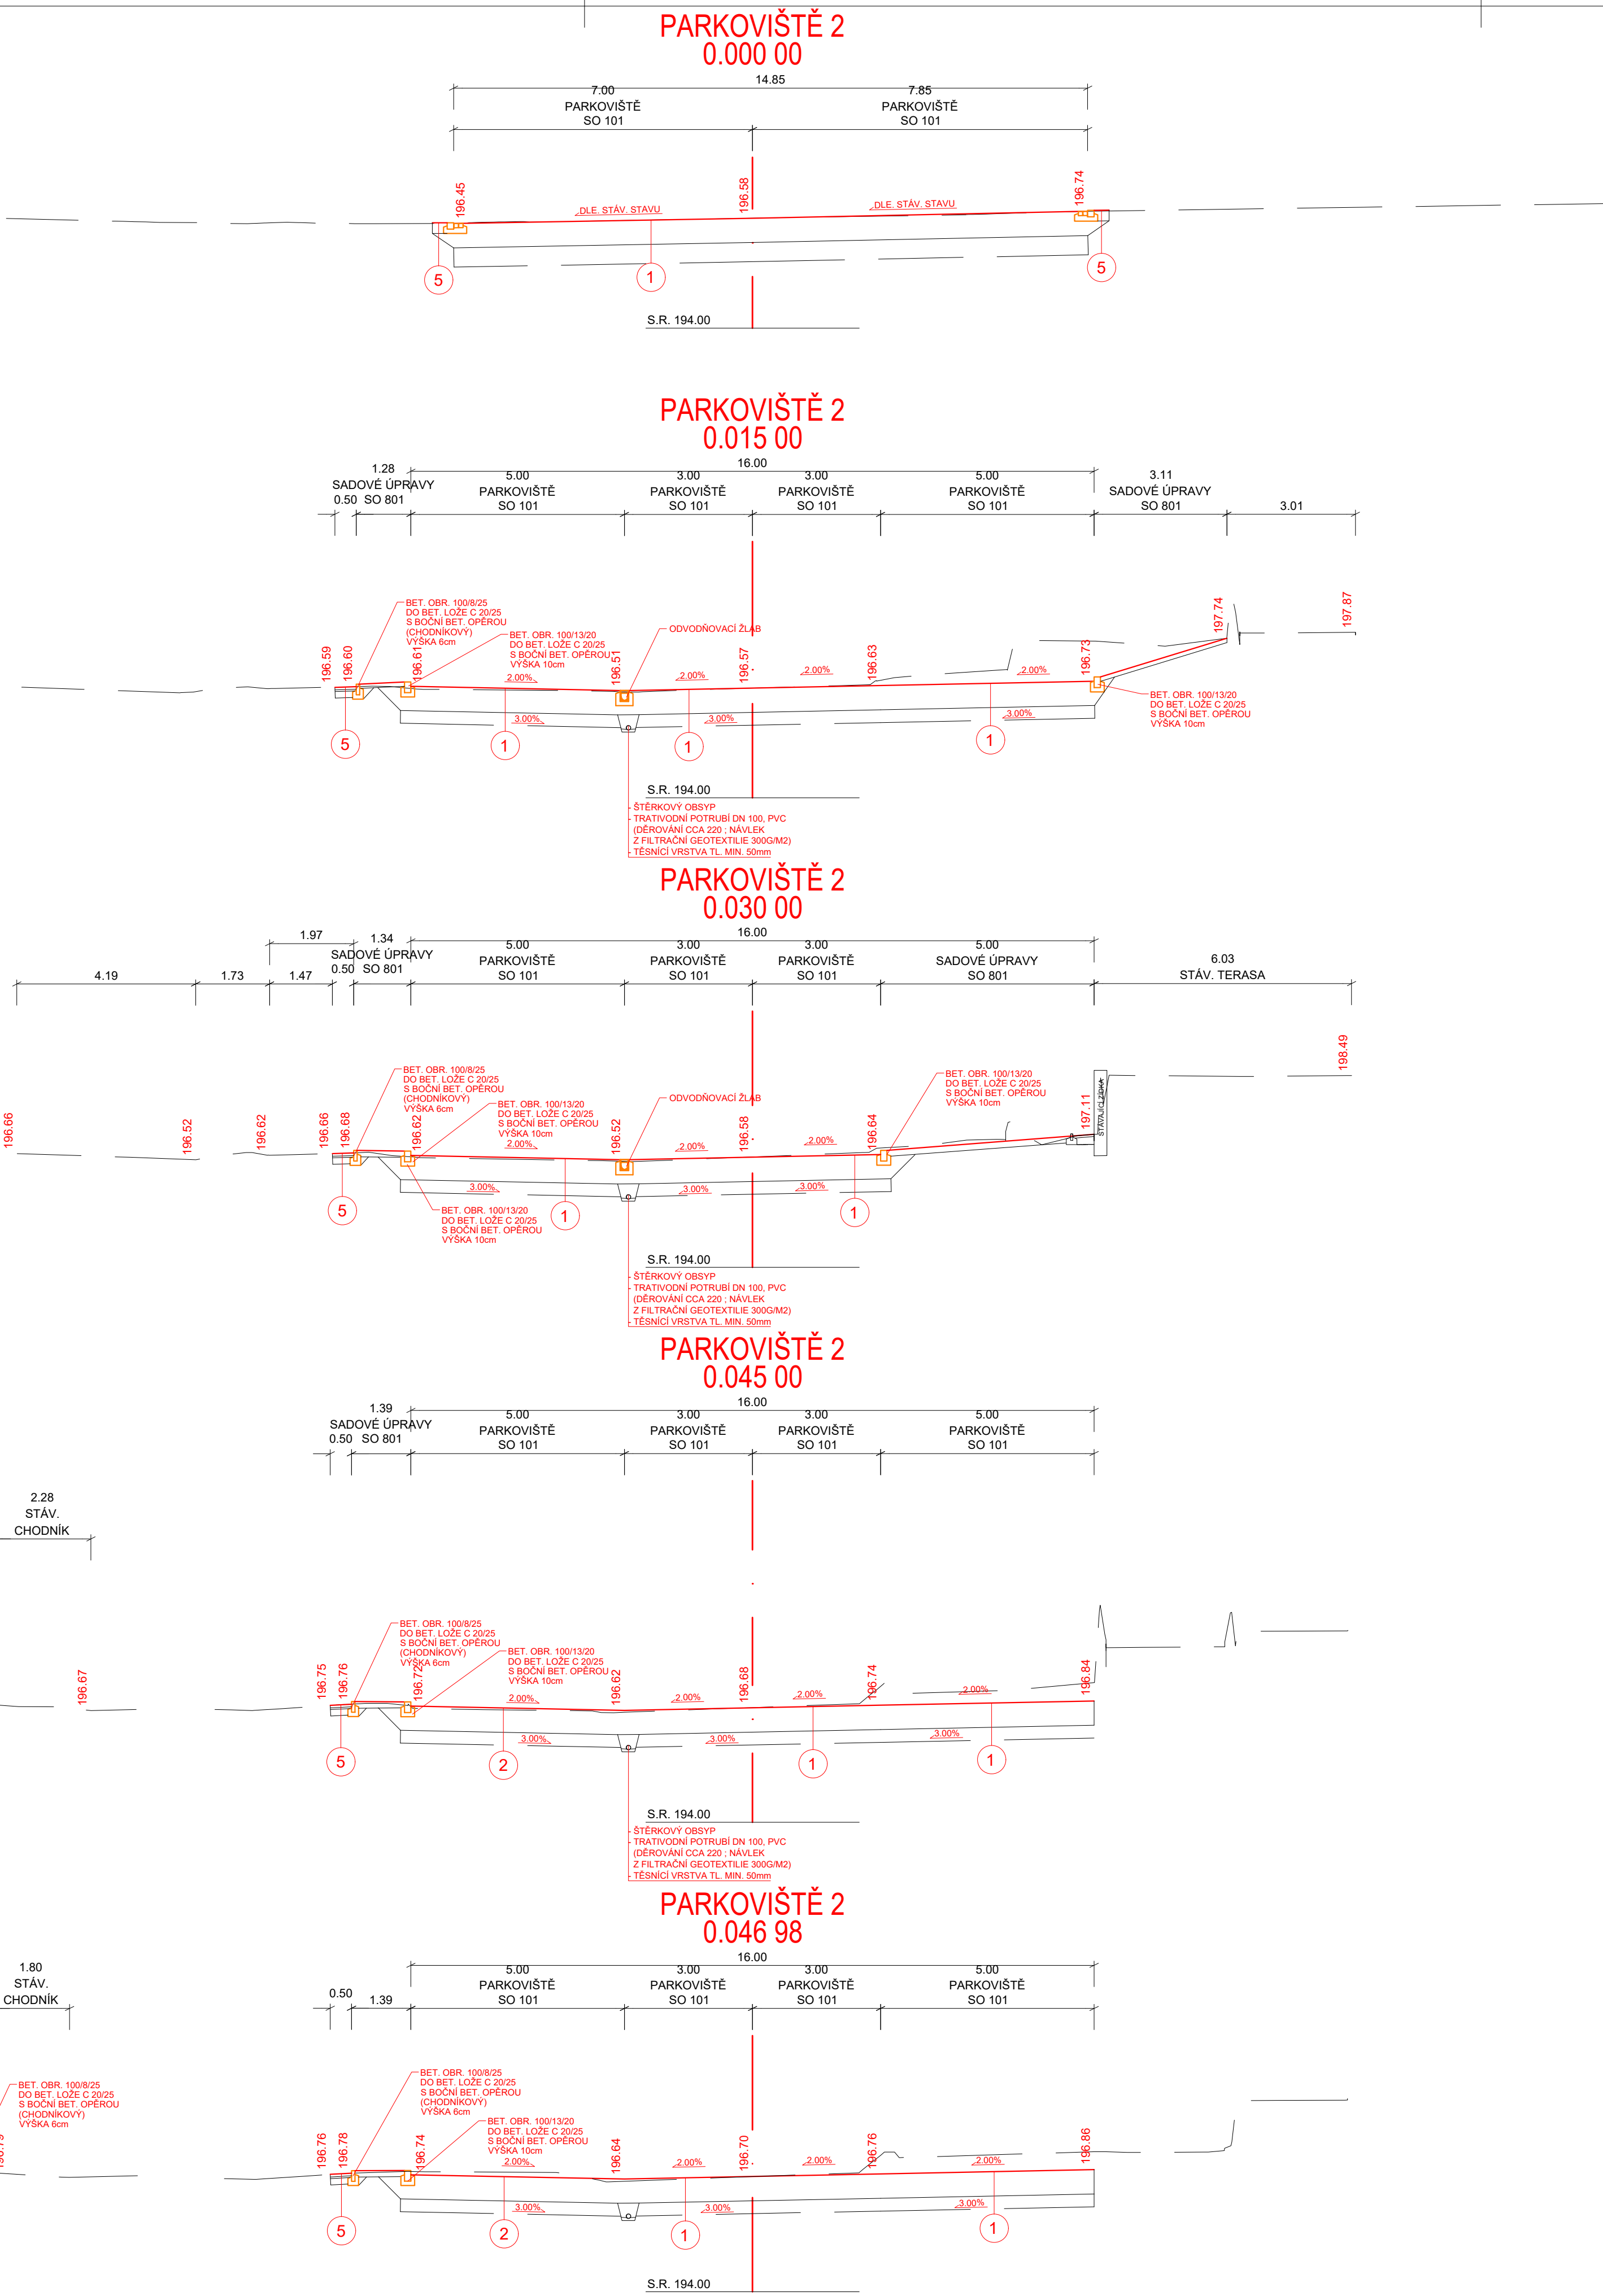 PARKOVIŠTĚ 2
0.000 00
14.85
7.00
PARKOVIŠTĚ
SO 101
7.85
PARKOVIŠTĚ
SO 101
196.45
196.58
196.74
DLE. STÁV. STAVU
DLE. STÁV. STAVU
5
1
5
S.R. 194.00
PARKOVIŠTĚ 2
0.015 00
16.00
1.28
SADOVÉ ÚPRAVY
0.50 SO 801
5.00
PARKOVIŠTĚ
SO 101
3.00
PARKOVIŠTĚ
SO 101
3.00
PARKOVIŠTĚ
SO 101
5.00
PARKOVIŠTĚ
SO 101
3.11
SADOVÉ ÚPRAVY
SO 801
3.01
BET. OBR. 100/8/25
DO BET. LOŽE C 20/25
S BOČNÍ BET. OPĚROU
(CHODNÍKOVÝ)
VÝŠKA 6cm
BET. OBR. 100/13/20
DO BET. LOŽE C 20/25
S BOČNÍ BET. OPĚROU
VÝŠKA 10cm
ODVODŇOVACÍ ŽLAB
196.59
196.60
196.61
196.51
196.57
196.63
196.73
197.74
197.87
2.00%
2.00%
2.00%
2.00%
BET. OBR. 100/13/20
DO BET. LOŽE C 20/25
S BOČNÍ BET. OPĚROU
VÝŠKA 10cm
3.00%
3.00%
3.00%
5
1
1
1
S.R. 194.00
- ŠTĚRKOVÝ OBSYP
- TRATIVODNÍ POTRUBÍ DN 100, PVC
(DĚROVÁNÍ CCA 220 ; NÁVLEK
Z FILTRAČNÍ GEOTEXTILIE 300G/M2)
- TĚSNÍCÍ VRSTVA TL. MIN. 50mm
PARKOVIŠTĚ 2
0.030 00
16.00
4.19
1.73
1.97
1.47
1.34
SADOVÉ ÚPRAVY
0.50 SO 801
5.00
PARKOVIŠTĚ
SO 101
3.00
PARKOVIŠTĚ
SO 101
3.00
PARKOVIŠTĚ
SO 101
5.00
SADOVÉ ÚPRAVY
SO 801
6.03
STÁV. TERASA
BET. OBR. 100/8/25
DO BET. LOŽE C 20/25
S BOČNÍ BET. OPĚROU
(CHODNÍKOVÝ)
VÝŠKA 6cm
BET. OBR. 100/13/20
DO BET. LOŽE C 20/25
S BOČNÍ BET. OPĚROU
VÝŠKA 10cm
ODVODŇOVACÍ ŽLAB
BET. OBR. 100/13/20
DO BET. LOŽE C 20/25
S BOČNÍ BET. OPĚROU
VÝŠKA 10cm
196.66
196.52
196.62
196.66
196.68
196.62
196.52
196.58
196.64
197.11
STÁVAJÍCÍ ZÍDKA
198.49
2.00%
2.00%
2.00%
3.00%
3.00%
3.00%
5
1
1
BET. OBR. 100/13/20
DO BET. LOŽE C 20/25
S BOČNÍ BET. OPĚROU
VÝŠKA 10cm
S.R. 194.00
- ŠTĚRKOVÝ OBSYP
- TRATIVODNÍ POTRUBÍ DN 100, PVC
(DĚROVÁNÍ CCA 220 ; NÁVLEK
Z FILTRAČNÍ GEOTEXTILIE 300G/M2)
- TĚSNÍCÍ VRSTVA TL. MIN. 50mm
PARKOVIŠTĚ 2
0.045 00
16.00
1.39
SADOVÉ ÚPRAVY
0.50 SO 801
5.00
PARKOVIŠTĚ
SO 101
3.00
PARKOVIŠTĚ
SO 101
3.00
PARKOVIŠTĚ
SO 101
5.00
PARKOVIŠTĚ
SO 101
2.28
STÁV.
CHODNÍK
BET. OBR. 100/8/25
DO BET. LOŽE C 20/25
S BOČNÍ BET. OPĚROU
(CHODNÍKOVÝ)
VÝŠKA 6cm
BET. OBR. 100/13/20
DO BET. LOŽE C 20/25
S BOČNÍ BET. OPĚROU
VÝŠKA 10cm
196.67
196.75
196.76
196.72
196.62
196.68
196.74
196.84
2.00%
2.00%
2.00%
2.00%
3.00%
3.00%
3.00%
5
2
1
1
S.R. 194.00
- ŠTĚRKOVÝ OBSYP
- TRATIVODNÍ POTRUBÍ DN 100, PVC
(DĚROVÁNÍ CCA 220 ; NÁVLEK
Z FILTRAČNÍ GEOTEXTILIE 300G/M2)
- TĚSNÍCÍ VRSTVA TL. MIN. 50mm
PARKOVIŠTĚ 2
0.046 98
16.00
1.80
STÁV.
CHODNÍK
0.50
1.39
5.00
PARKOVIŠTĚ
SO 101
3.00
PARKOVIŠTĚ
SO 101
3.00
PARKOVIŠTĚ
SO 101
5.00
PARKOVIŠTĚ
SO 101
BET. OBR. 100/8/25
DO BET. LOŽE C 20/25
S BOČNÍ BET. OPĚROU
(CHODNÍKOVÝ)
VÝŠKA 6cm
BET. OBR. 100/8/25
DO BET. LOŽE C 20/25
S BOČNÍ BET. OPĚROU
(CHODNÍKOVÝ)
VÝŠKA 6cm
BET. OBR. 100/13/20
DO BET. LOŽE C 20/25
S BOČNÍ BET. OPĚROU
VÝŠKA 10cm
196.76
196.78
196.74
196.64
196.70
196.76
196.86
2.00%
2.00%
2.00%
2.00%
3.00%
3.00%
3.00%
5
2
1
1
S.R. 194.00